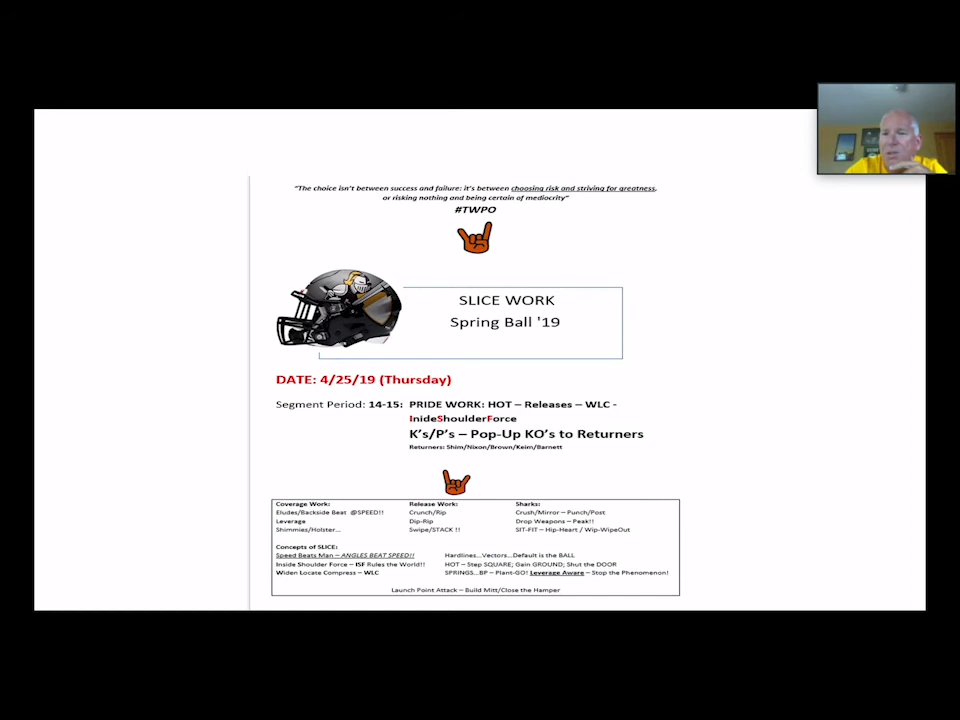 "The choice isn't between success and failure: it's between choosing risk and striving for greatness,
or risking nothing and being certain of mediocrity"
#TWPO
SLICE WORK
Spring Ball '19
DATE: 4/25/19 (Thursday)
Segment Period: 14-15: PRIDE WORK: HOT – Releases – WLC -
InideShoulderForce
K's/P's – Pop-Up KO's to Returners
Returners: Shim/Nixon/Brown/Keim/Barnett
Coverage Work: Release Work: Sharks:
Eludes/Backside Beat @SPEED!! Crunch/Rip Crush/Mirror – Punch/Post
Leverage Dip-Rip Drop Weapons – Peak!!
Shimmies/Holster... Swipe/STACK !! SIT-FIT – Hip-Heart / Wip-WipeOut
Concepts of SLICE:
Speed Beats Man – ANGLES BEAT SPEED!! Hardlines...Vectors...Default is the BALL
Inside Shoulder Force – ISF Rules the World!! HOT – Step SQUARE; Gain GROUND; Shut the DOOR
Widen Locate Compress – WLC SPRINGS...BP – Plant-GO! Leverage Aware – Stop the Phenomenon!
Launch Point Attack – Build Mitt/Close the Hamper